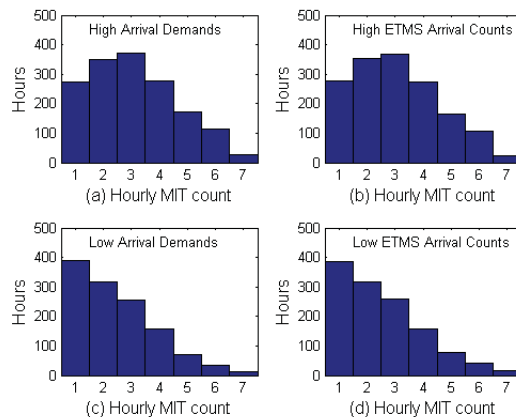 High Arrival Demands
500
400
300
200
100
0
Hours
1 2 3 4 5 6 7
(a) Hourly MIT count
High ETMS Arrival Counts
500
400
300
200
100
0
Hours
1 2 3 4 5 6 7
(b) Hourly MIT count
Low Arrival Demands
500
400
300
200
100
0
Hours
1 2 3 4 5 6 7
(c) Hourly MIT count
Low ETMS Arrival Counts
500
400
300
200
100
0
Hours
1 2 3 4 5 6 7
(d) Hourly MIT count